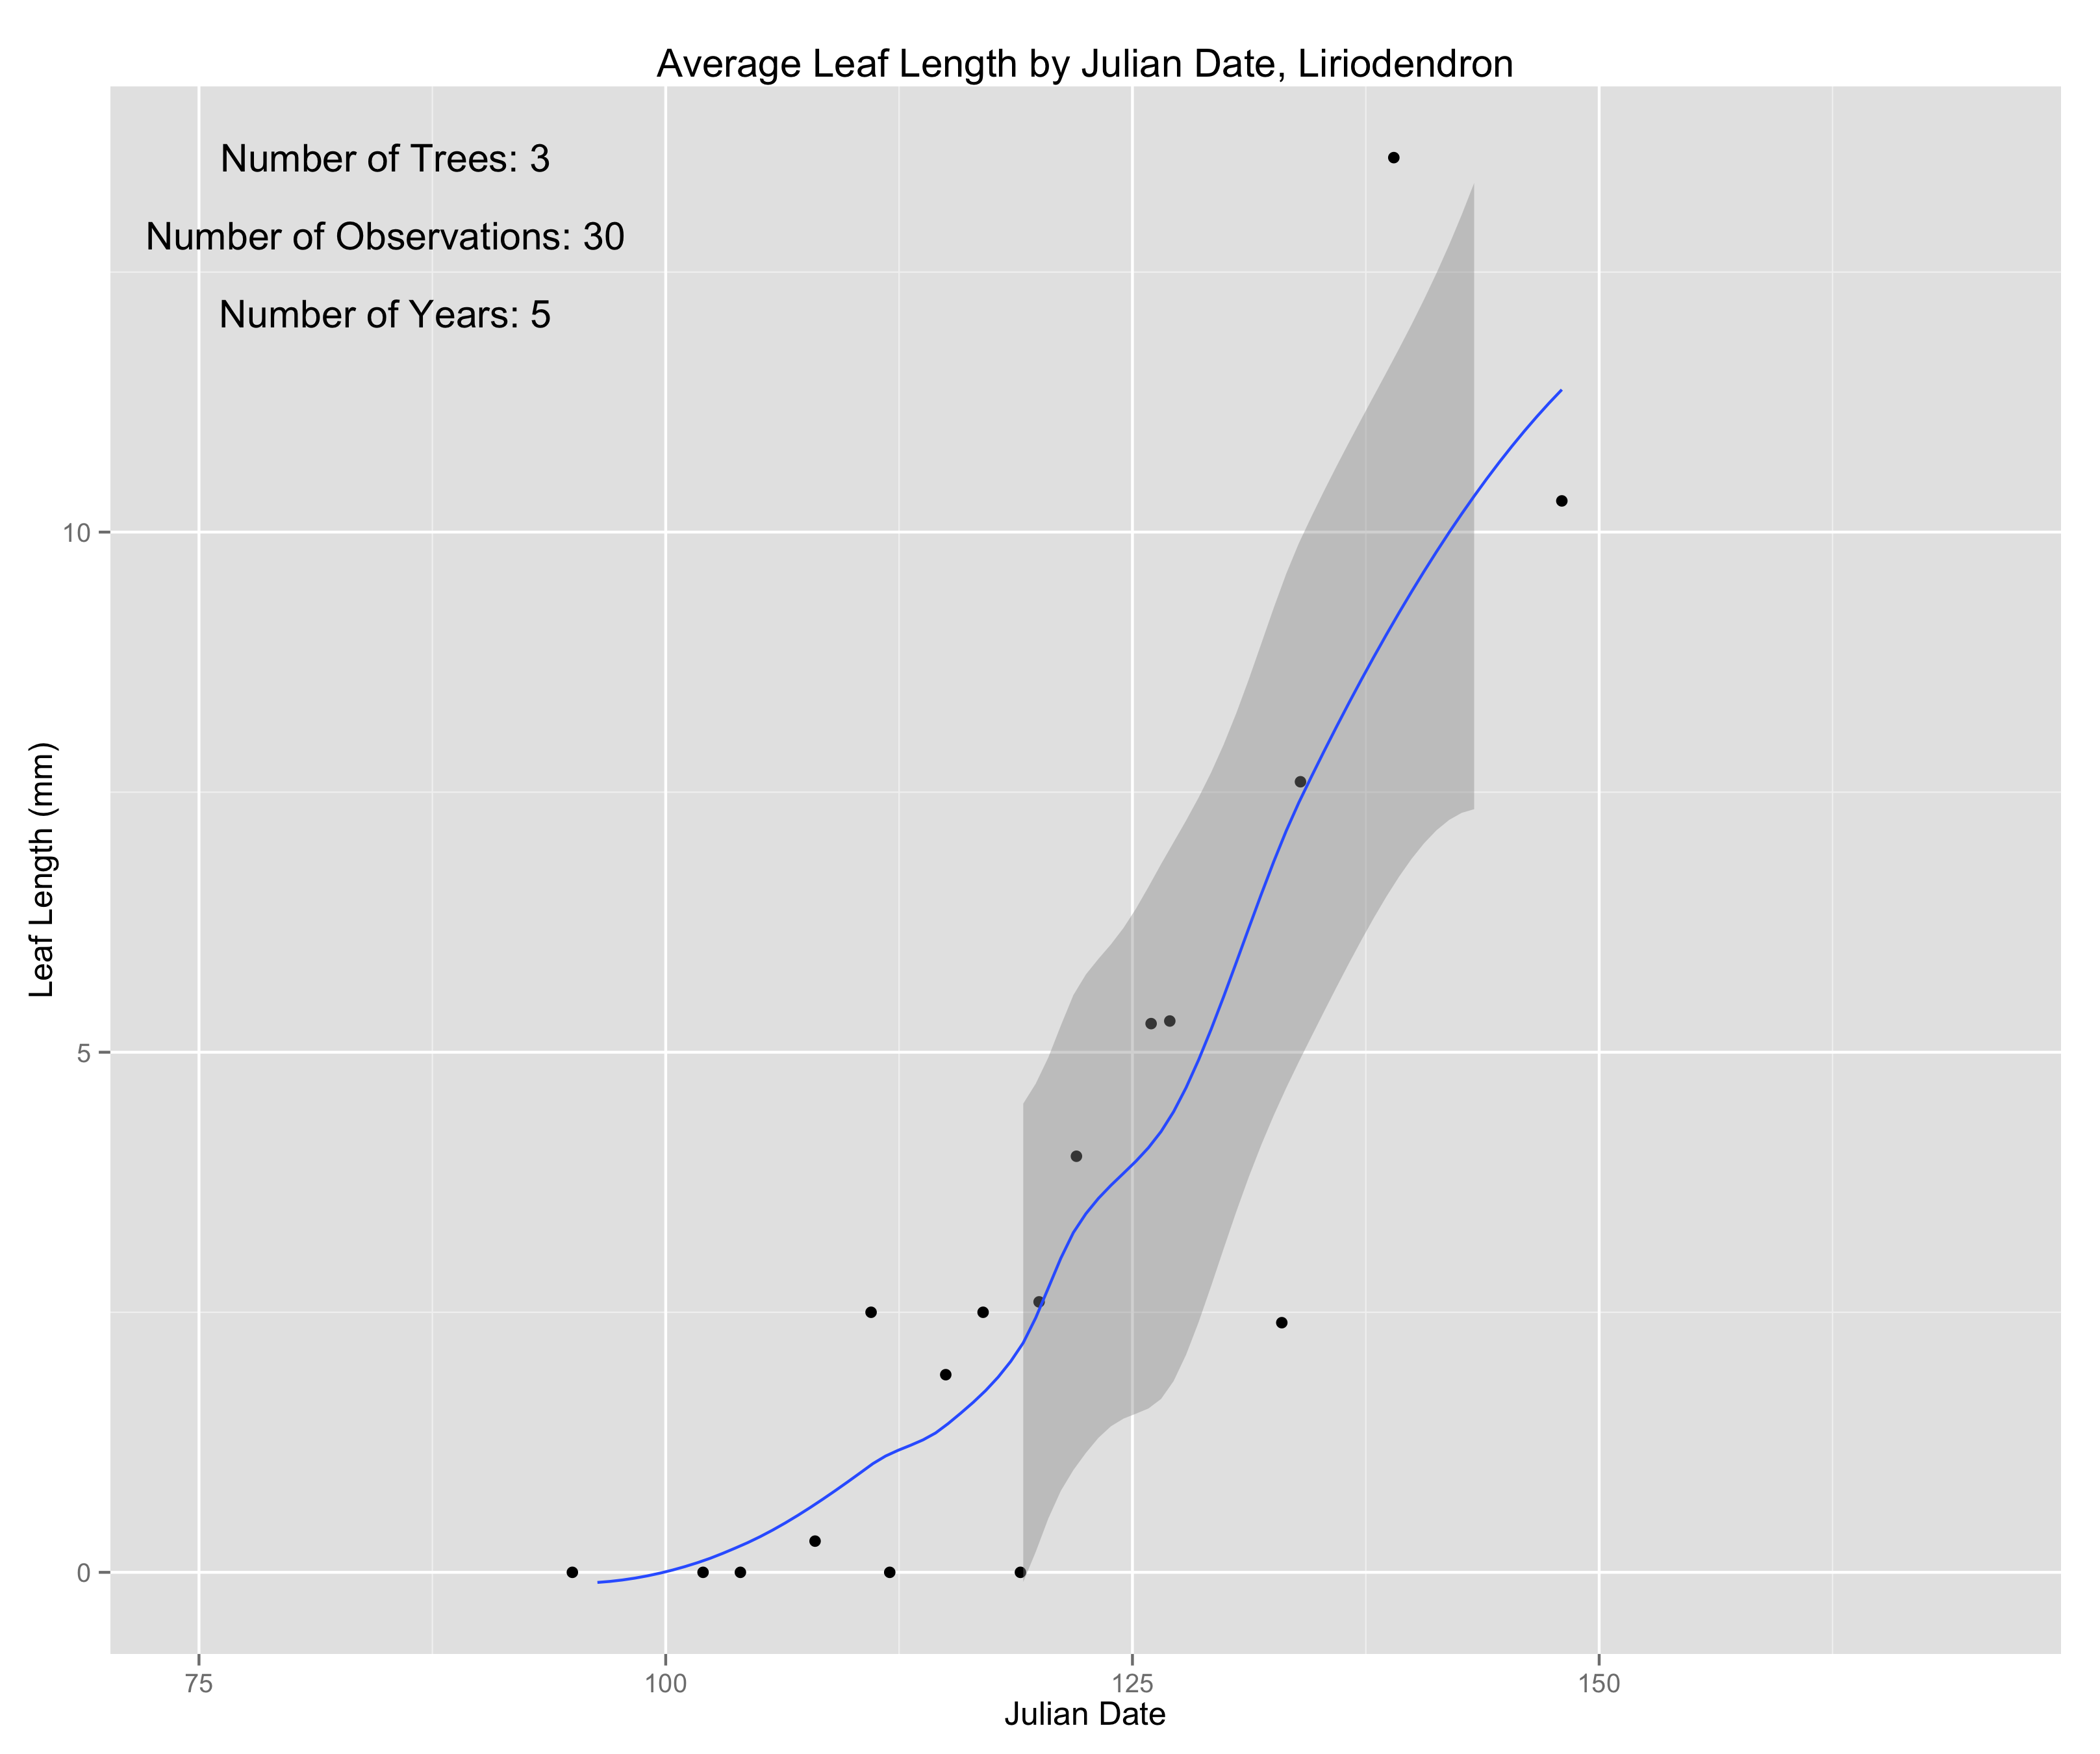 Average Leaf Length by Julian Date, Liriodendron
Number of Trees: 3
Number of Observations: 30
Number of Years: 5
10
5
0
Leaf Length (mm)
75 100 125 150
Julian Date